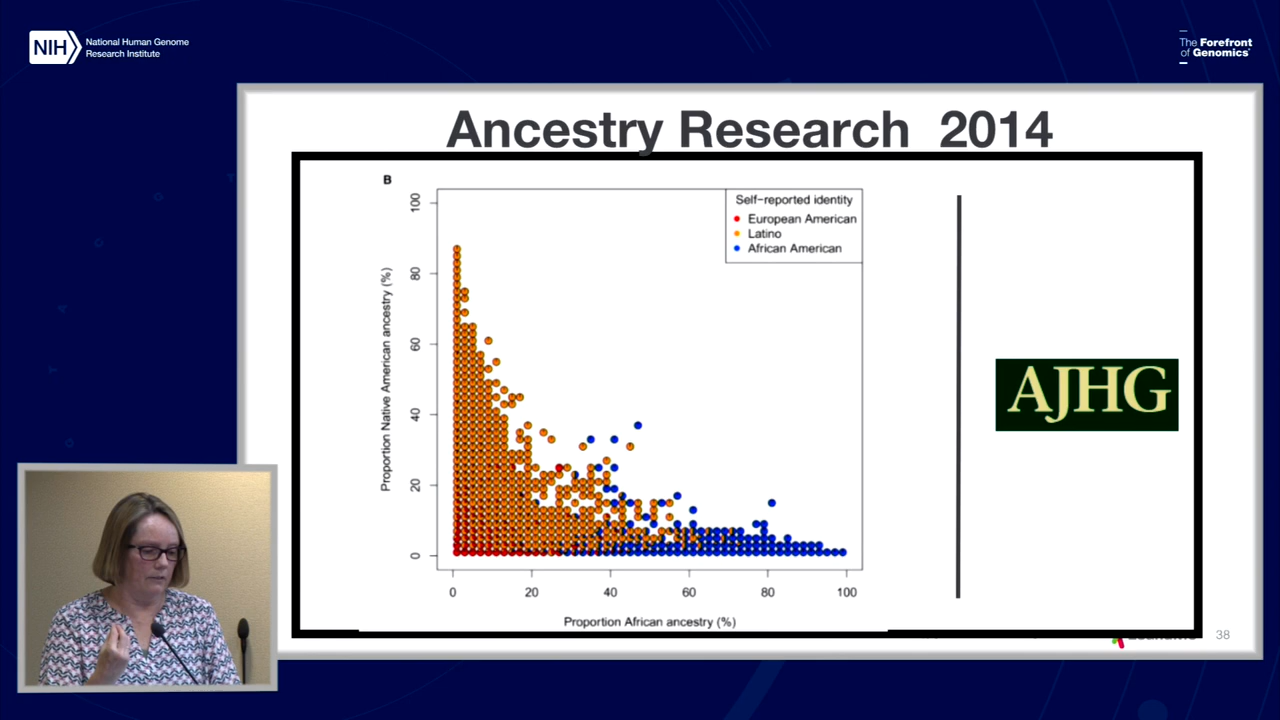 NIH
National Human Genome
Research Institute
The Forefront
of Genomics
Ancestry Research 2014
B
Self-reported identity
European American
Latino
African American
Proportion Native American ancestry (%)
100
80
60
40
20
0
0 20 40 60 80 100
Proportion African ancestry (%)
AJHG
38